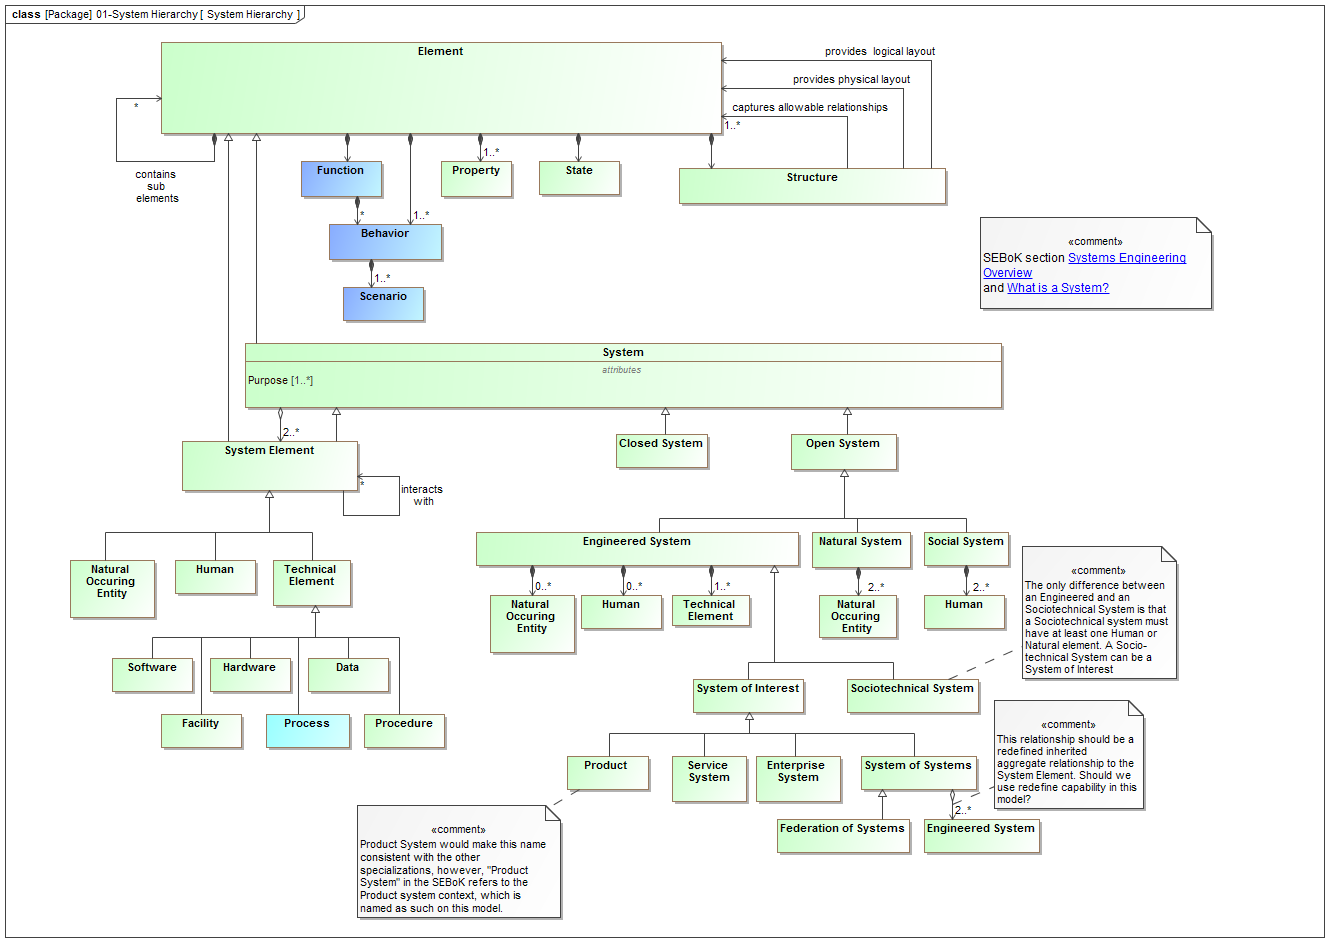 class [Package] 01-System Hierarchy [ System Hierarchy ]
Element
provides  logical layout
provides physical layout
captures allowable relationships
*
1..*
contains
sub
elements
Function
1..*
Property
State
Structure
*
1..*
Behavior
1..*
Scenario
«comment»
SEBoK section Systems Engineering
Overview
and What is a System?
System
attributes
Purpose [1..*]
2..*
System Element
*
interacts
with
Closed System
Open System
Natural
Occuring
Entity
Human
Technical
Element
Software
Hardware
Data
Facility
Process
Procedure
Engineered System
Natural System
Social System
0..*
0..*
1..*
2..*
2..*
Natural
Occuring
Entity
Human
Technical
Element
Natural
Occuring
Entity
Human
«comment»
The only difference between
an Engineered and an
Sociotechnical System is that
a Sociotechnical system must
have at least one Human or
Natural element. A Socio-
technical System can be a
System of Interest
System of Interest
Sociotechnical System
Product
Service
System
Enterprise
System
System of Systems
«comment»
This relationship should be a
redefined inherited
aggregate relationship to the
System Element. Should we
use redefine capability in this
model?
2..*
Federation of Systems
Engineered System
«comment»
Product System would make this name
consistent with the other
specializations, however, "Product
System" in the SEBoK refers to the
Product system context, which is
named as such on this model.